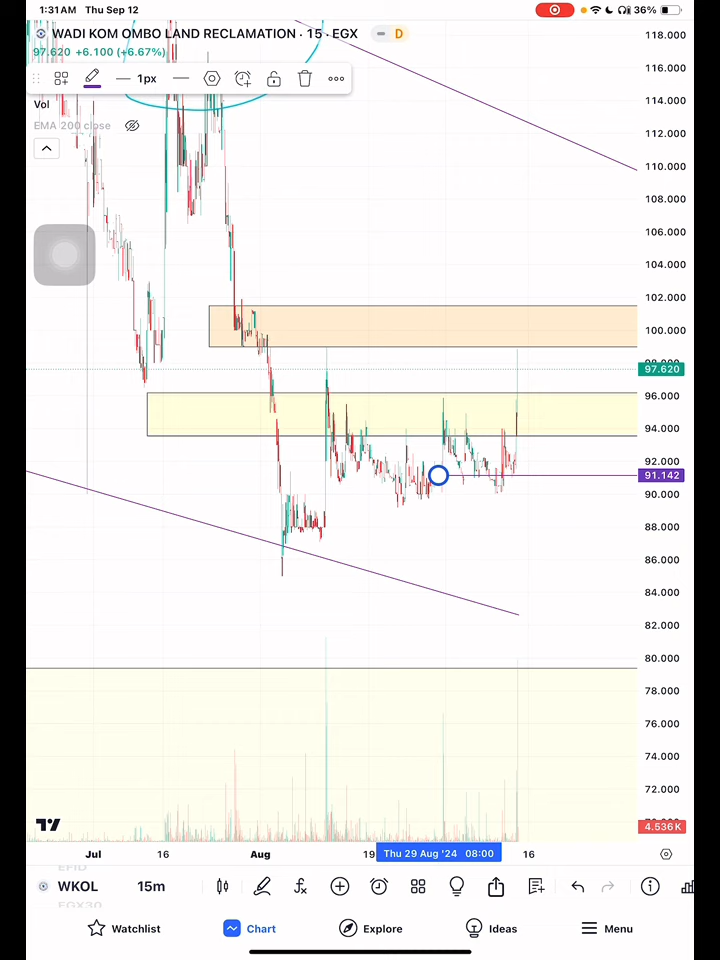 1:31 AM Thu Sep 12
36%
WADI KOM OMBO LAND RECLAMATION · 15 · EGX
D
97.620 +6.100 (+6.67%)
1px
Vol
EMA 200 close
118.000
116.000
114.000
112.000
110.000
108.000
106.000
104.000
102.000
100.000
98.000
97.620
96.000
94.000
92.000
91.142
90.000
88.000
86.000
84.000
82.000
80.000
78.000
76.000
74.000
72.000
4.536K
Jul
16
Aug
19
Thu 29 Aug '24 08:00
16
WKOL
15m
EGX30
Watchlist
Chart
Explore
Ideas
Menu